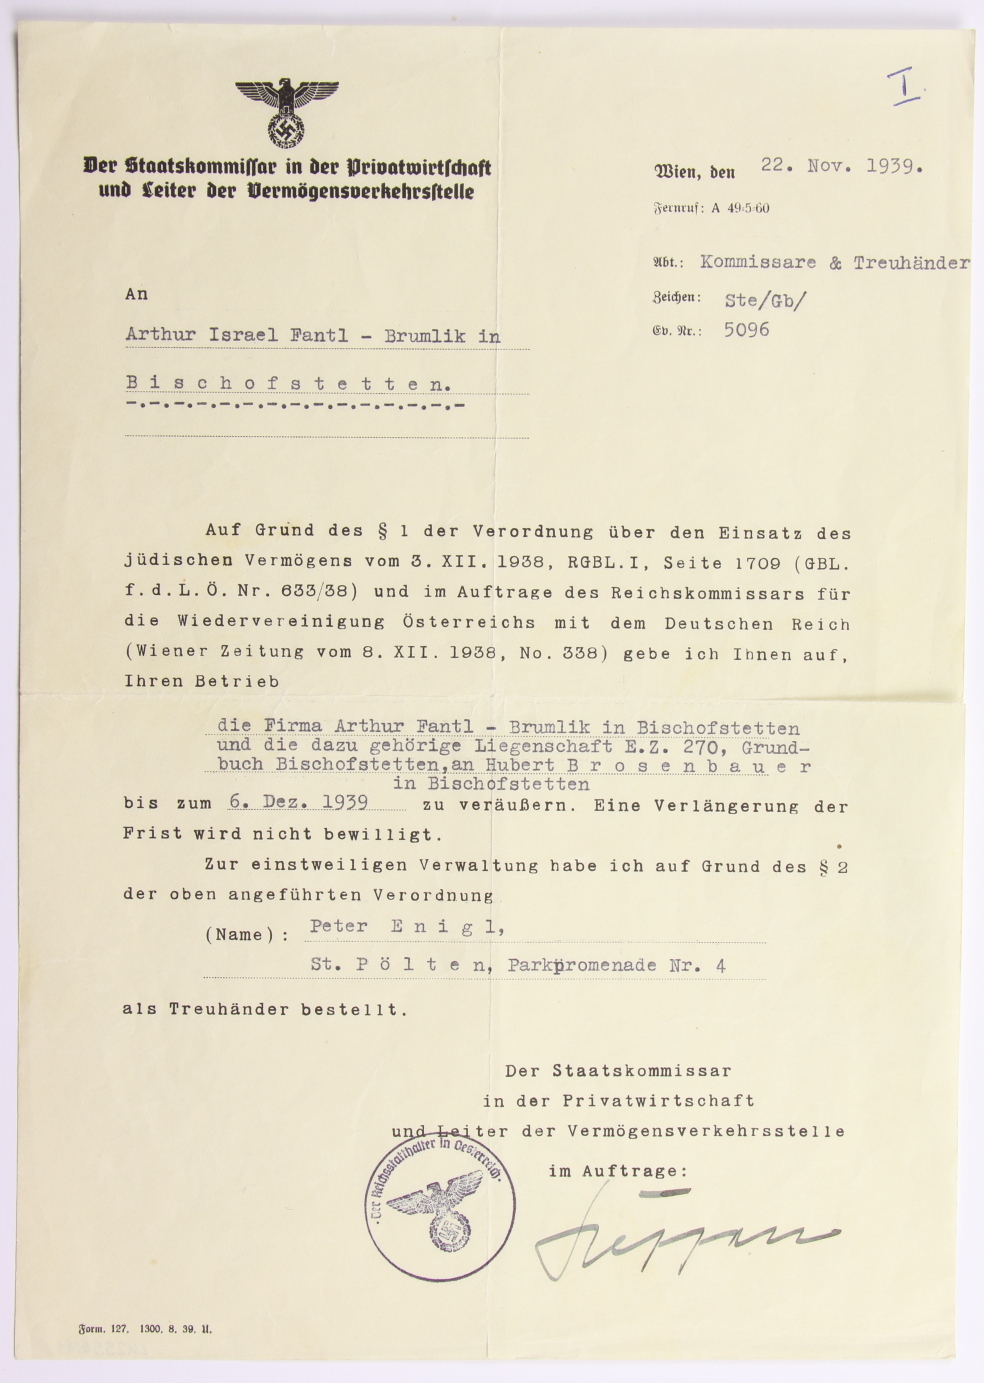 I.
Der Staatskommissar in der Privatwirtschaft
und Leiter der Vermögensverkehrsstelle
Wien, den 22. Nov. 1939.
Fernruf: A 49-5-60
Abt.: Kommissare & Treuhänder
Zeichen: Ste/Gb/
Eb. Nr.: 5096
An
Arthur Israel Fantl - Brumlik in
B i s c h o f s t e t t e n.
-.-.-.-.-.-.-.-.-.-.-.-.-.-.-
Auf Grund des § 1 der Verordnung über den Einsatz des
jüdischen Vermögens vom 3. XII. 1938, RGBL. I, Seite 1709 (GBL.
f. d. L. Ö. Nr. 633/38) und im Auftrage des Reichskommissars für
die Wiedervereinigung Österreichs mit dem Deutschen Reich
(Wiener Zeitung vom 8. XII. 1938, No. 338) gebe ich Ihnen auf,
Ihren Betrieb
die Firma Arthur Fantl - Brumlik in Bischofstetten
und die dazu gehörige Liegenschaft E.Z. 270, Grund-
buch Bischofstetten,an Hubert B r o s e n b a u e r
in Bischofstetten
bis zum 6. Dez. 1939 zu veräußern. Eine Verlängerung der
Frist wird nicht bewilligt.
Zur einstweiligen Verwaltung habe ich auf Grund des § 2
der oben angeführten Verordnung
(Name): Peter E n i g l,
St. P ö l t e n, Parkpromenade Nr. 4
als Treuhänder bestellt.
Der Staatskommissar
in der Privatwirtschaft
und Leiter der Vermögensverkehrsstelle
im Auftrage:
Der Reichsstatthalter in Oesterreich
Form. 127. 1300. 8. 39. U.